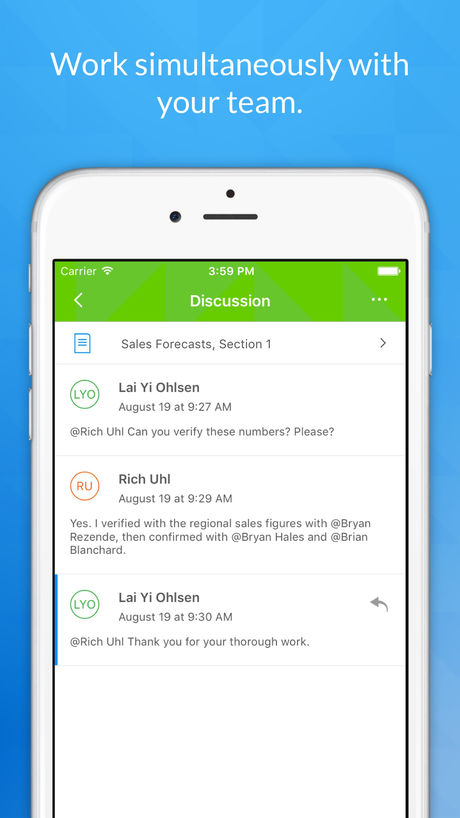 Work simultaneously with
your team.
Carrier 3:59 PM
Discussion
Sales Forecasts, Section 1
LYO Lai Yi Ohlsen
August 19 at 9:27 AM
@Rich Uhl Can you verify these numbers? Please?
RU Rich Uhl
August 19 at 9:29 AM
Yes. I verified with the regional sales figures with @Bryan
Rezende, then confirmed with @Bryan Hales and @Brian
Blanchard.
LYO Lai Yi Ohlsen
August 19 at 9:30 AM
@Rich Uhl Thank you for your thorough work.